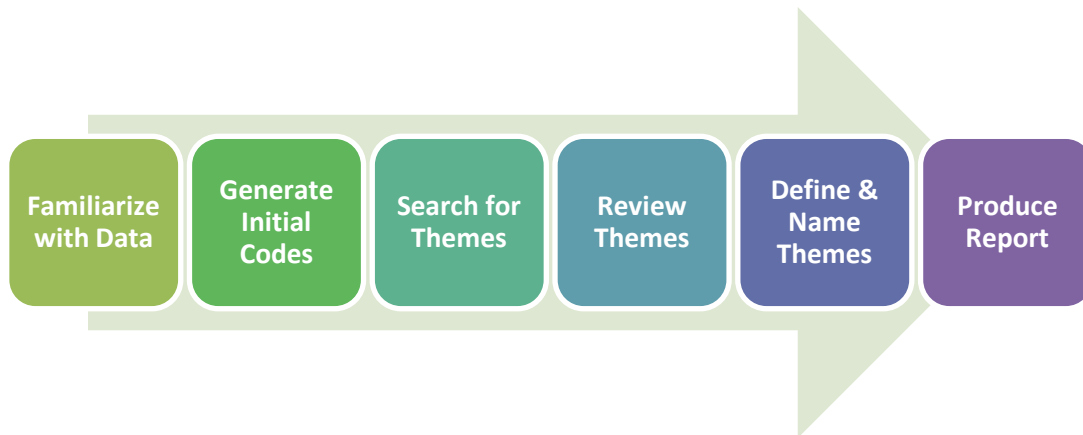 Familiarize
with Data
Generate
Initial
Codes
Search for
Themes
Review
Themes
Define &
Name
Themes
Produce
Report